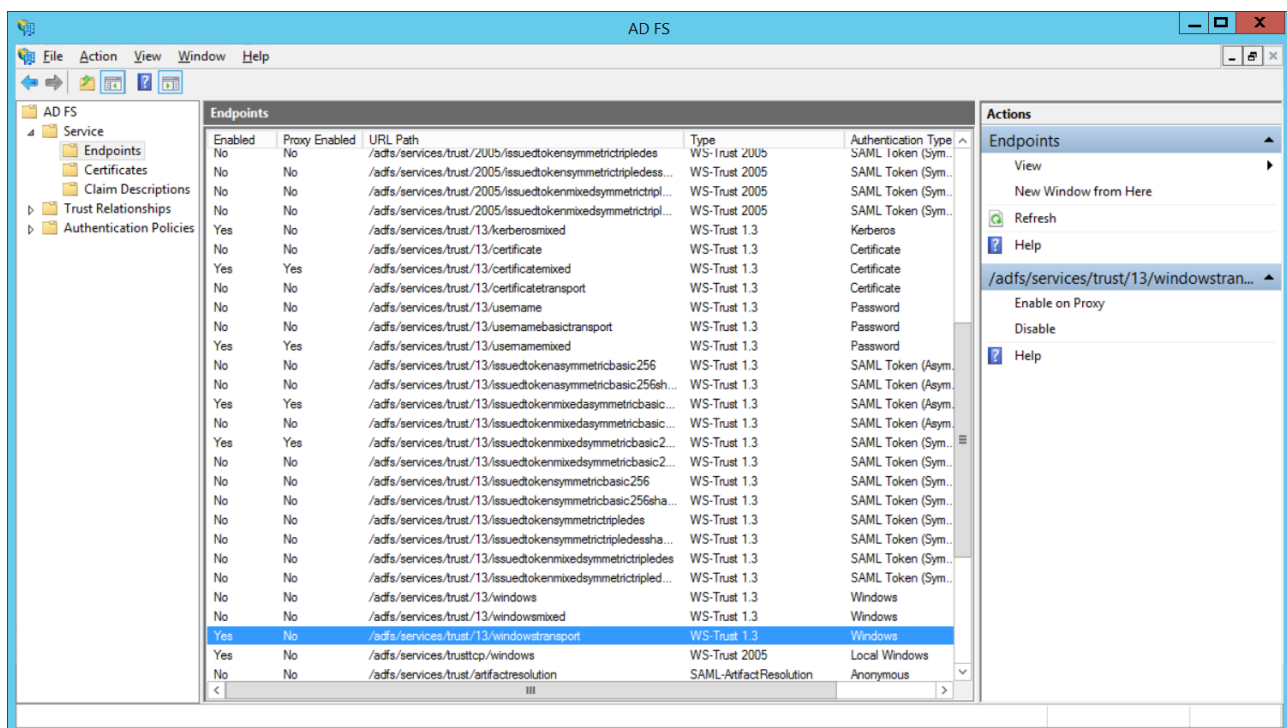 AD FS
File Action View Window Help
AD FS
Service
Endpoints
Certificates
Claim Descriptions
Trust Relationships
Authentication Policies
Endpoints
Enabled Proxy Enabled URL Path Type Authentication Type
No No /adfs/services/trust/2005/issuedtokensymmetrictripledes WS-Trust 2005 SAML Token (Sym...
No No /adfs/services/trust/2005/issuedtokensymmetrictripledess... WS-Trust 2005 SAML Token (Sym...
No No /adfs/services/trust/2005/issuedtokenmixedsymmetrictripl... WS-Trust 2005 SAML Token (Sym...
No No /adfs/services/trust/2005/issuedtokenmixedsymmetrictripl... WS-Trust 2005 SAML Token (Sym...
Yes No /adfs/services/trust/13/kerberosmixed WS-Trust 1.3 Kerberos
No No /adfs/services/trust/13/certificate WS-Trust 1.3 Certificate
Yes Yes /adfs/services/trust/13/certificatemixed WS-Trust 1.3 Certificate
No No /adfs/services/trust/13/certificatetransport WS-Trust 1.3 Certificate
No No /adfs/services/trust/13/username WS-Trust 1.3 Password
No No /adfs/services/trust/13/usernamebasictransport WS-Trust 1.3 Password
Yes Yes /adfs/services/trust/13/usernamemixed WS-Trust 1.3 Password
No No /adfs/services/trust/13/issuedtokenasymmetricbasic256 WS-Trust 1.3 SAML Token (Asym...
No No /adfs/services/trust/13/issuedtokenasymmetricbasic256sh... WS-Trust 1.3 SAML Token (Asym...
Yes Yes /adfs/services/trust/13/issuedtokenmixedasymmetricbasic... WS-Trust 1.3 SAML Token (Asym...
No No /adfs/services/trust/13/issuedtokenmixedasymmetricbasic... WS-Trust 1.3 SAML Token (Asym...
Yes Yes /adfs/services/trust/13/issuedtokenmixedsymmetricbasic2... WS-Trust 1.3 SAML Token (Sym...
No No /adfs/services/trust/13/issuedtokenmixedsymmetricbasic2... WS-Trust 1.3 SAML Token (Sym...
No No /adfs/services/trust/13/issuedtokensymmetricbasic256 WS-Trust 1.3 SAML Token (Sym...
No No /adfs/services/trust/13/issuedtokensymmetricbasic256sha... WS-Trust 1.3 SAML Token (Sym...
No No /adfs/services/trust/13/issuedtokensymmetrictripledes WS-Trust 1.3 SAML Token (Sym...
No No /adfs/services/trust/13/issuedtokensymmetrictripledessha... WS-Trust 1.3 SAML Token (Sym...
No No /adfs/services/trust/13/issuedtokenmixedsymmetrictripledes WS-Trust 1.3 SAML Token (Sym...
No No /adfs/services/trust/13/issuedtokenmixedsymmetrictripled... WS-Trust 1.3 SAML Token (Sym...
No No /adfs/services/trust/13/windows WS-Trust 1.3 Windows
No No /adfs/services/trust/13/windowsmixed WS-Trust 1.3 Windows
Yes No /adfs/services/trust/13/windowstransport WS-Trust 1.3 Windows
Yes No /adfs/services/trusttcp/windows WS-Trust 2005 Local Windows
No No /adfs/services/trust/artifactresolution SAML-ArtifactResolution Anonymous
Actions
Endpoints
View
New Window from Here
Refresh
Help
/adfs/services/trust/13/windowstran...
Enable on Proxy
Disable
Help